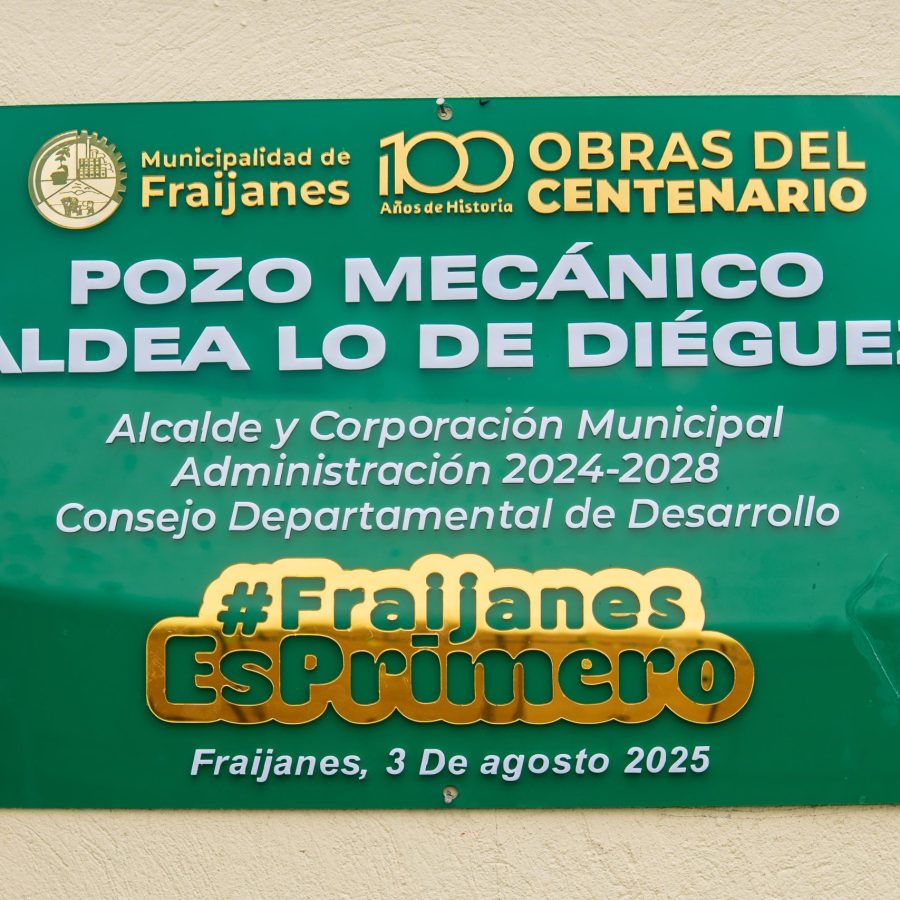 Municipalidad de
Fraijanes
100
Años de Historia
OBRAS DEL
CENTENARIO
POZO MECÁNICO
ALDEA LO DE DIÉGUEZ
Alcalde y Corporación Municipal
Administración 2024-2028
Consejo Departamental de Desarrollo
#Fraijanes
EsPrimero
Fraijanes, 3 De agosto 2025